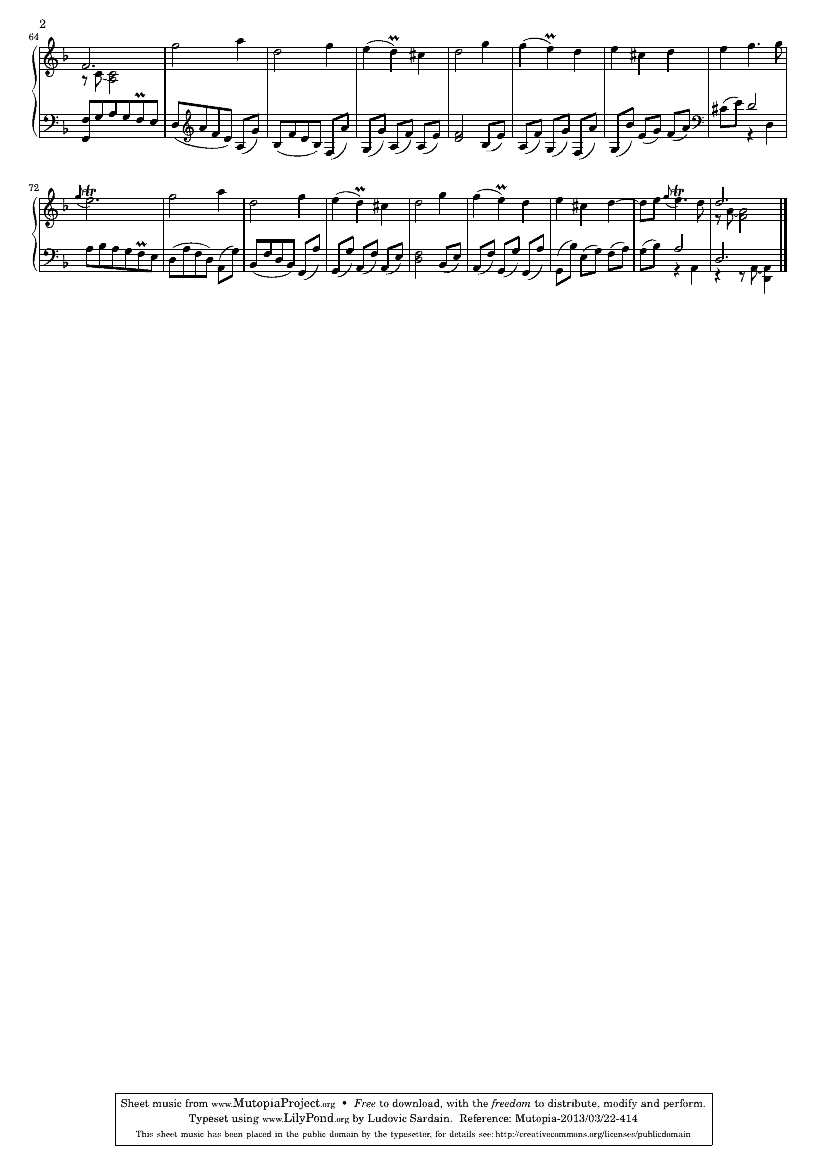 2
64
72
tr
tr
Sheet music from www.MutopiaProject.org • Free to download, with the freedom to distribute, modify and perform.
Typeset using www.LilyPond.org by Ludovic Sardain. Reference: Mutopia-2013/03/22-414
This sheet music has been placed in the public domain by the typesetter, for details see: http://creativecommons.org/licenses/publicdomain